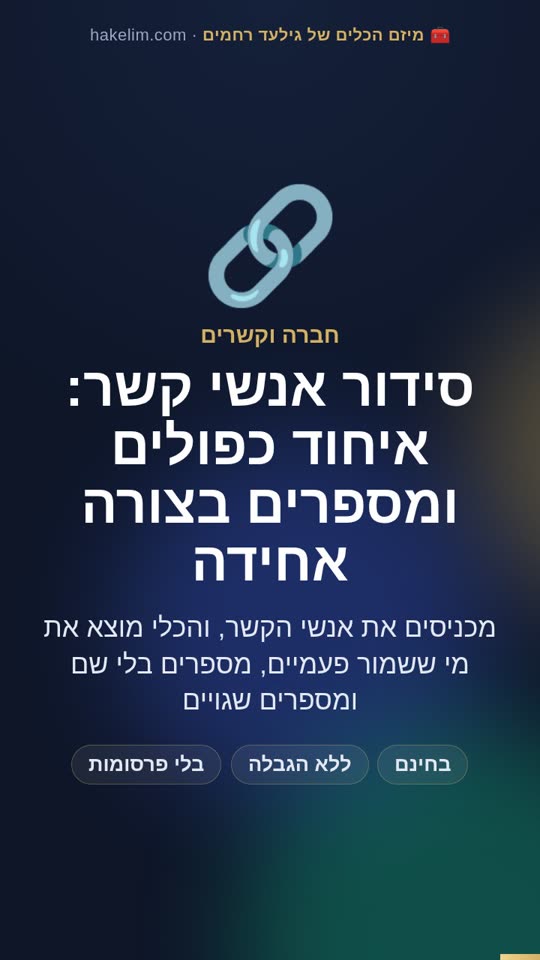 🧰 מיזם הכלים של גילעד רחמים · hakelim.com
חברה וקשרים
סידור אנשי קשר:
איחוד כפולים
ומספרים בצורה
אחידה
מכניסים את אנשי הקשר, והכלי מוצא את
מי ששמור פעמיים, מספרים בלי שם
ומספרים שגויים
בחינם
ללא הגבלה
בלי פרסומות